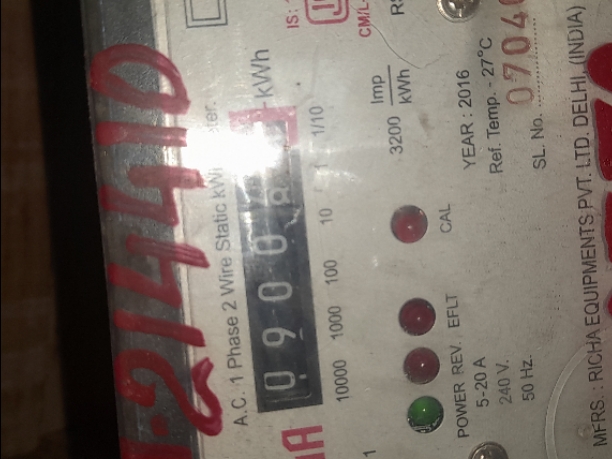 .21440
A.C. 1 Phase 2 Wire Static
kWh
0900
10000 1000 100 10 1 1/10
IS:
CM/L
3200 Imp/kWh
CAL
POWER REV. EFLT
5-20 A
240 V.
50 Hz.
YEAR : 2016
Ref. Temp. - 27°C
SL. No. 0704
MFRS. : RICHA EQUIPMENTS PVT. LTD. DELHI, (INDIA)